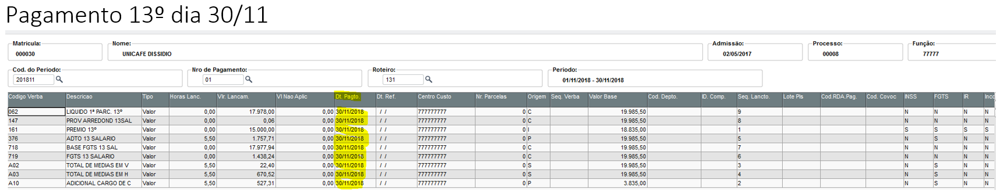 Pagamento 13º dia 30/11
Matricula: Nome: Admissão: Processo: Função:
000030 UNICAFE DISSIDIO 02/05/2017 00008 77777
Cod. do Periodo: Nro de Pagamento: Roteiro: Periodo:
201811 01 131 01/11/2018 - 30/11/2018
Codigo Verba Descricao Tipo Horas Lanc. Vlr. Lancam. Vl Nao Aplic Dt. Pagto. Dt. Ref. Centro Custo Nr. Parcelas Origem Seq. Verba Valor Base Cod. Depto. ID. Comp. Seq. Lancto. Lote Pls Cod.RDA.Pag. Cod. Covoc INSS FGTS IR Inco
062 LIQUIDO 1ª PARC. 13º Valor 0,00 17.978,00 0,00 30/11/2018 / / 777777777 0 C 19.985,50 9 N N N N
147 PROV ARREDOND 13SAL Valor 0,00 0,06 0,00 30/11/2018 / / 777777777 0 C 19.985,50 8 N N N N
161 PREMIO 13º Valor 0,00 15.000,00 0,00 30/11/2018 / / 777777777 0 I 18.835,00 1 S S S S
376 ADTO 13 SALARIO Valor 5,50 1.757,71 0,00 30/11/2018 / / 777777777 0 P 19.985,50 5 N S N N
718 BASE FGTS 13 SAL Valor 0,00 17.977,94 0,00 30/11/2018 / / 777777777 0 C 19.985,50 7 N N N N
719 FGTS 13 SALARIO Valor 0,00 1.438,24 0,00 30/11/2018 / / 777777777 0 C 19.985,50 6 N N N N
A02 TOTAL DE MEDIAS EM V Valor 5,50 22,40 0,00 30/11/2018 / / 777777777 0 S 19.985,50 3 N S N N
A03 TOTAL DE MEDIAS EM H Valor 5,50 670,52 0,00 30/11/2018 / / 777777777 0 S 19.985,50 4 N S N N
A10 ADICIONAL CARGO DE C Valor 5,50 527,31 0,00 30/11/2018 / / 777777777 0 P 3.835,00 2 N S N N